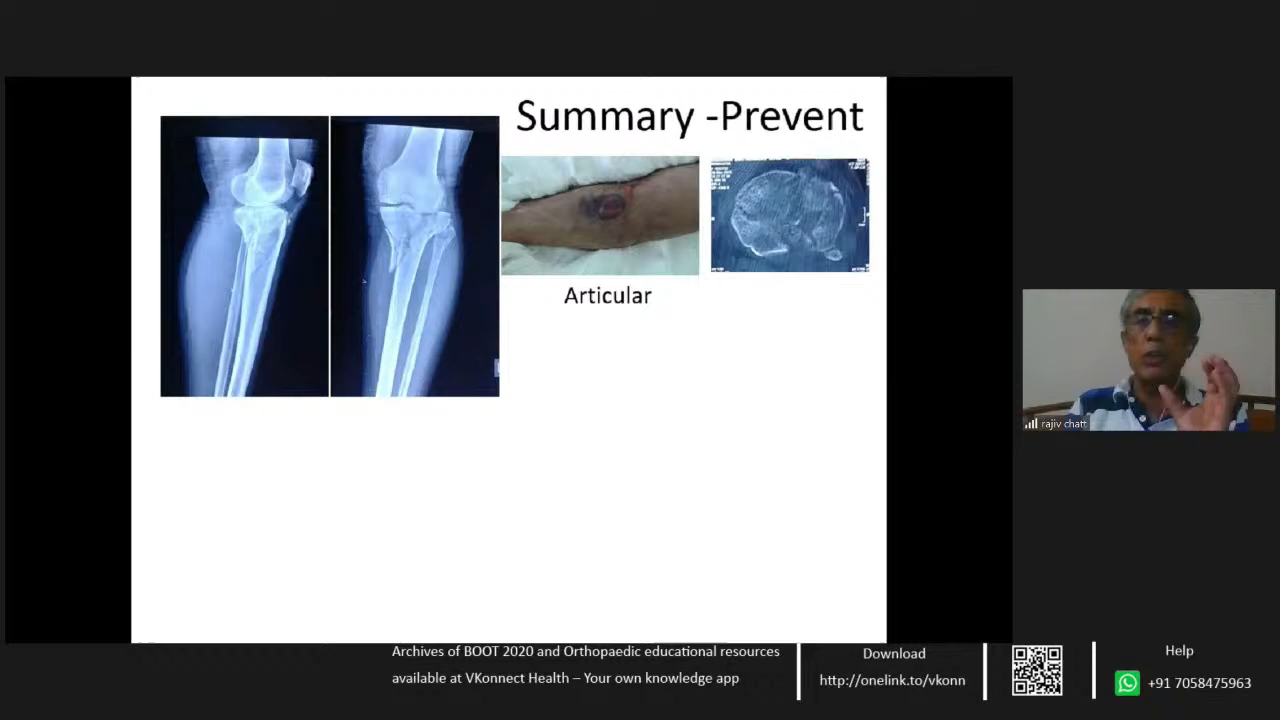 Summary -Prevent
Articular
rajiv chatt
Archives of BOOT 2020 and Orthopaedic educational resources
available at VKonnect Health – Your own knowledge app
Download
http://onelink.to/vkonn
Help
+91 7058475963